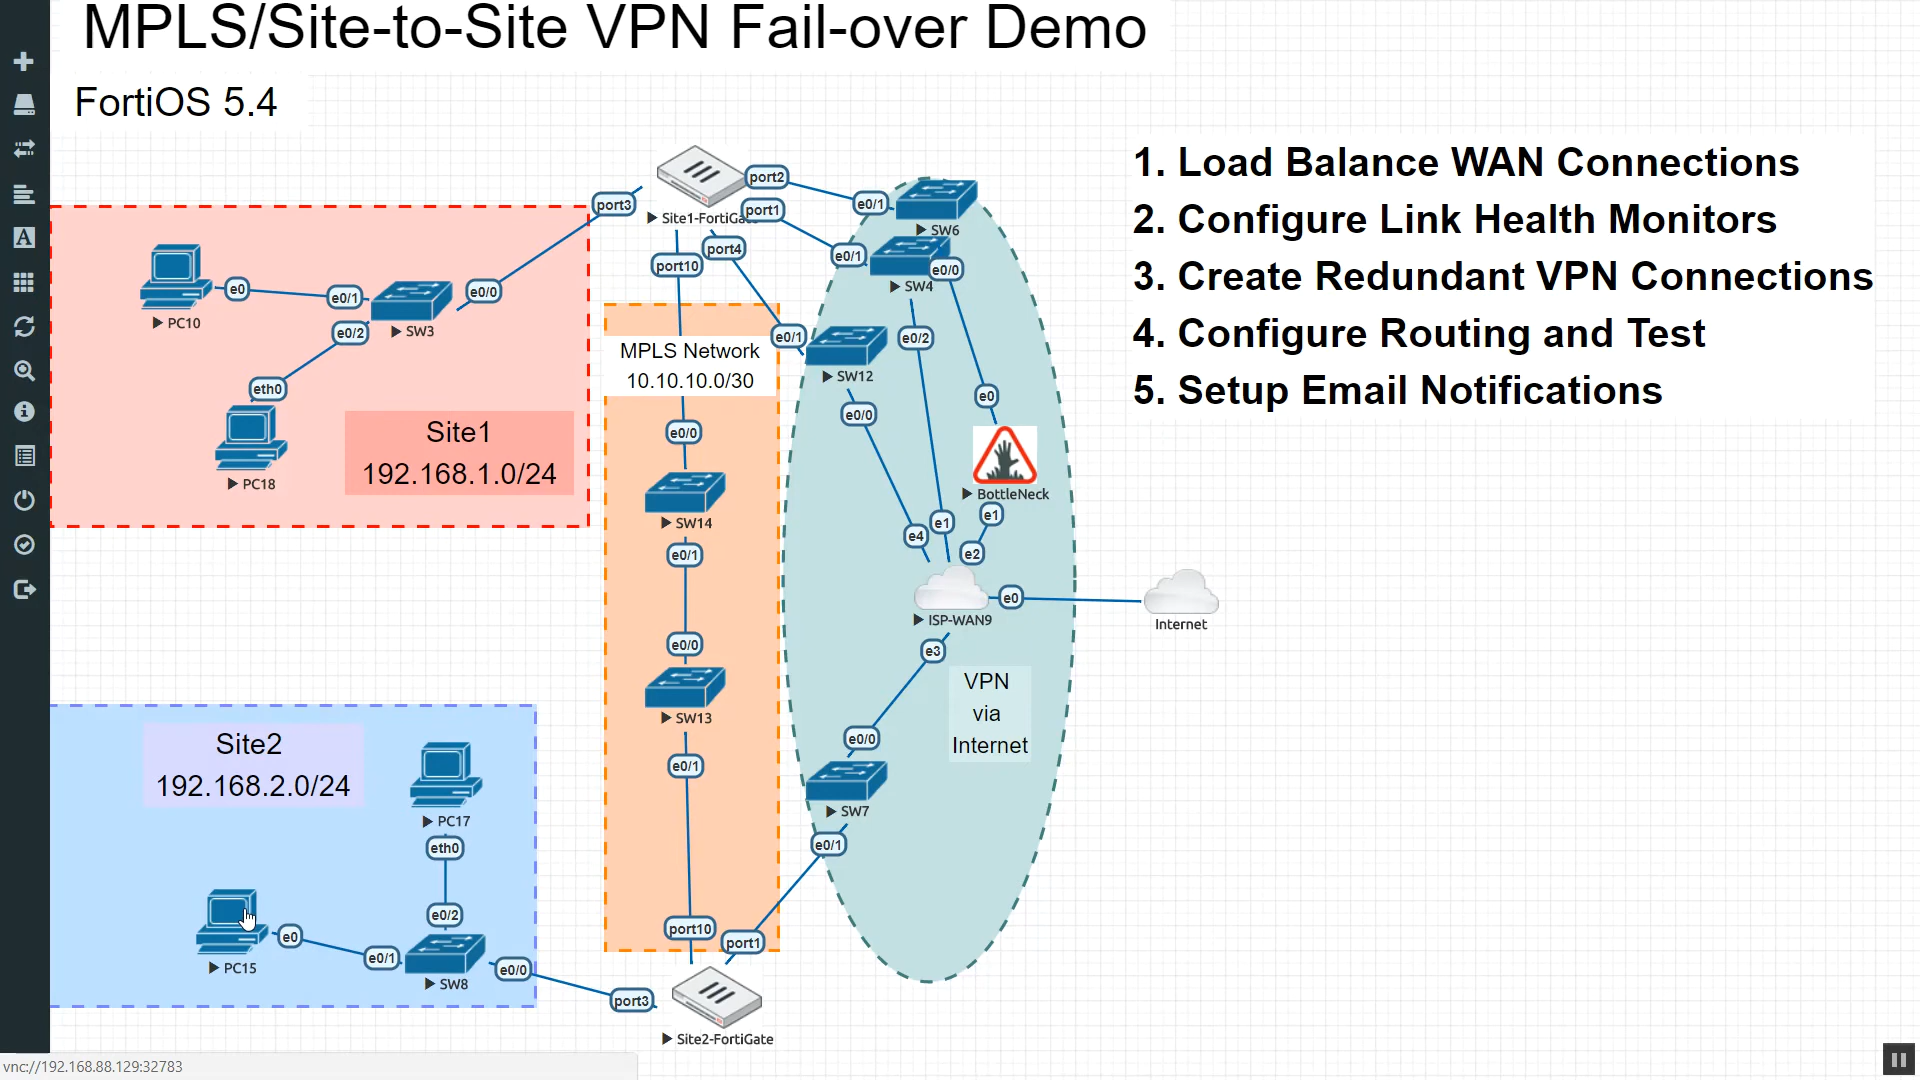 MPLS/Site-to-Site VPN Fail-over Demo
FortiOS 5.4
1. Load Balance WAN Connections
2. Configure Link Health Monitors
3. Create Redundant VPN Connections
4. Configure Routing and Test
5. Setup Email Notifications
port2
port3
port1
Site1-FortiGa
e0/1
SW6
port4
port10
e0/1
e0/0
SW4
PC10
e0
e0/1
e0/0
SW3
e0/2
eth0
PC18
Site1
192.168.1.0/24
MPLS Network
10.10.10.0/30
e0/1
e0/2
SW12
e0/0
e0
e0/0
SW14
e0/1
BottleNeck
e4
e1
e1
e2
ISP-WAN9
e0
Internet
e3
e0/0
SW13
e0/1
VPN
via
Internet
e0/0
SW7
e0/1
Site2
192.168.2.0/24
PC17
eth0
e0/2
PC15
e0
e0/1
SW8
e0/0
port10
port1
port3
Site2-FortiGate
vnc://192.168.88.129:32783